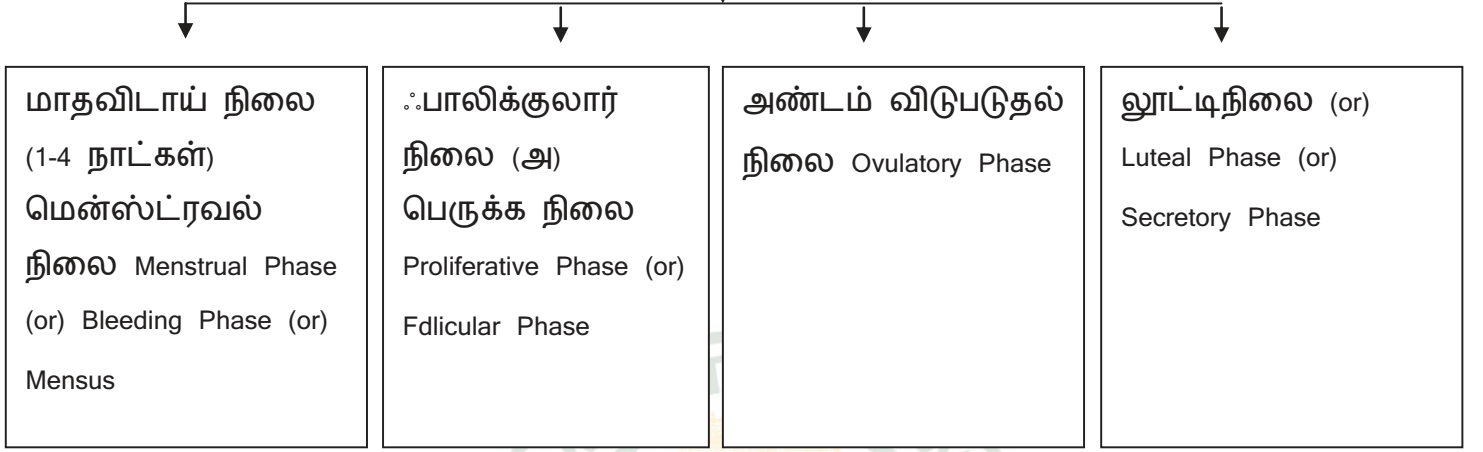 மாதவிடாய் நிலை
(1-4 நாட்கள்)
மென்ஸ்ட்ரவல்
நிலை Menstrual Phase
(or) Bleeding Phase (or)
Mensus
ஃபாலிக்குலார்
நிலை (அ)
பெருக்க நிலை
Proliferative Phase (or)
Fdlicular Phase
அண்டம் விடுபடுதல்
நிலை Ovulatory Phase
லூட்டிநிலை (or)
Luteal Phase (or)
Secretory Phase